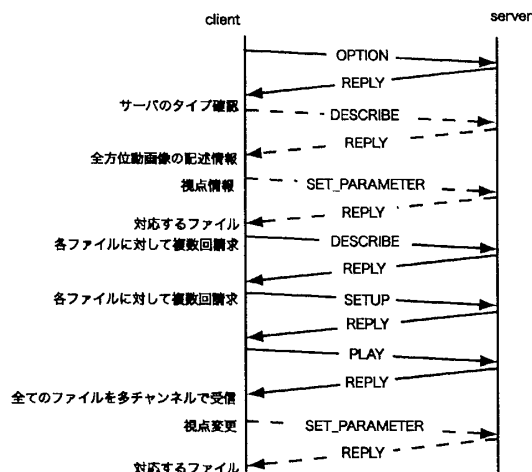 client
server
OPTION
REPLY
サーバのタイプ確認
DESCRIBE
REPLY
全方位動画像の記述情報
視点情報
SET_PARAMETER
REPLY
対応するファイル
各ファイルに対して複数回請求
DESCRIBE
REPLY
各ファイルに対して複数回請求
SETUP
REPLY
PLAY
REPLY
全てのファイルを多チャンネルで受信
視点変更
SET_PARAMETER
REPLY
対応するファイル